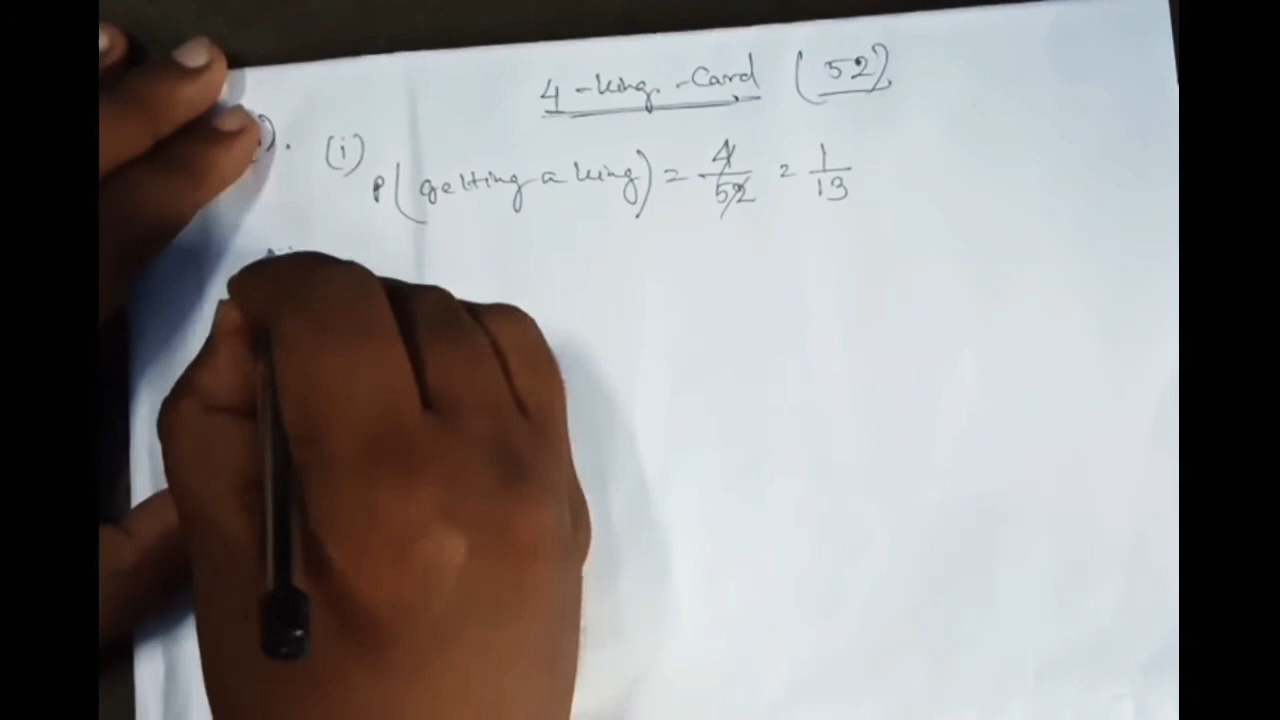 4-king-Card (52)
(i) P(getting a king) = 4/52 = 1/13